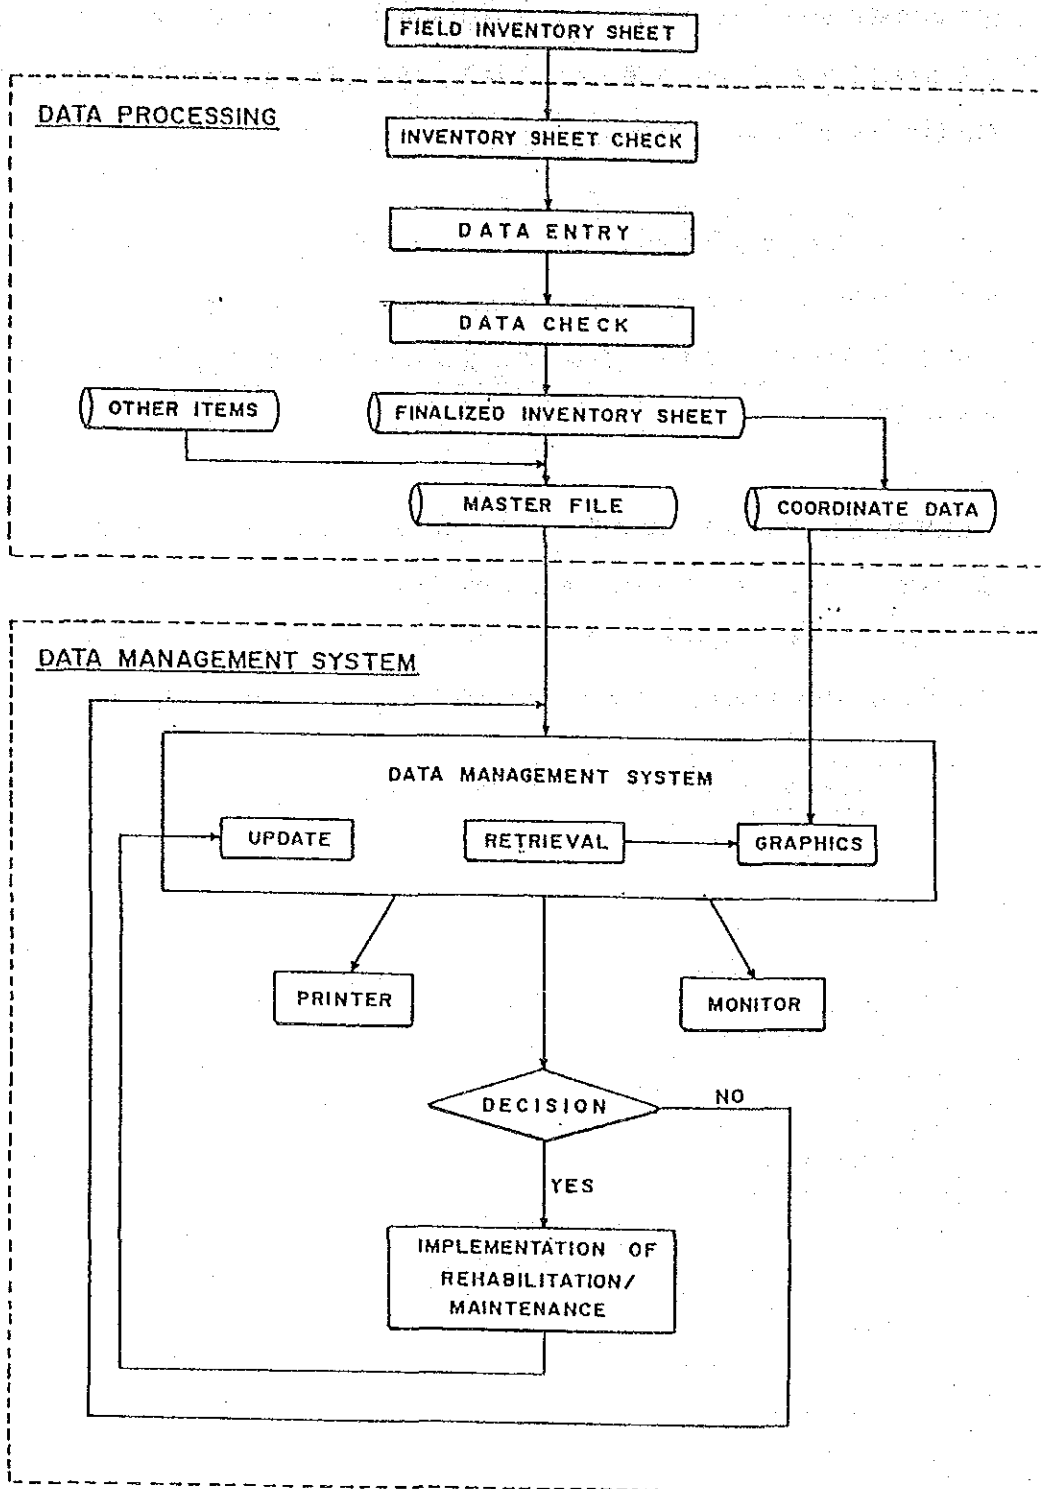 FIELD INVENTORY SHEET
DATA PROCESSING
INVENTORY SHEET CHECK
DATA ENTRY
DATA CHECK
OTHER ITEMS
FINALIZED INVENTORY SHEET
MASTER FILE
COORDINATE DATA
DATA MANAGEMENT SYSTEM
DATA MANAGEMENT SYSTEM
UPDATE
RETRIEVAL
GRAPHICS
PRINTER
MONITOR
DECISION
NO
YES
IMPLEMENTATION OF
REHABILITATION/
MAINTENANCE